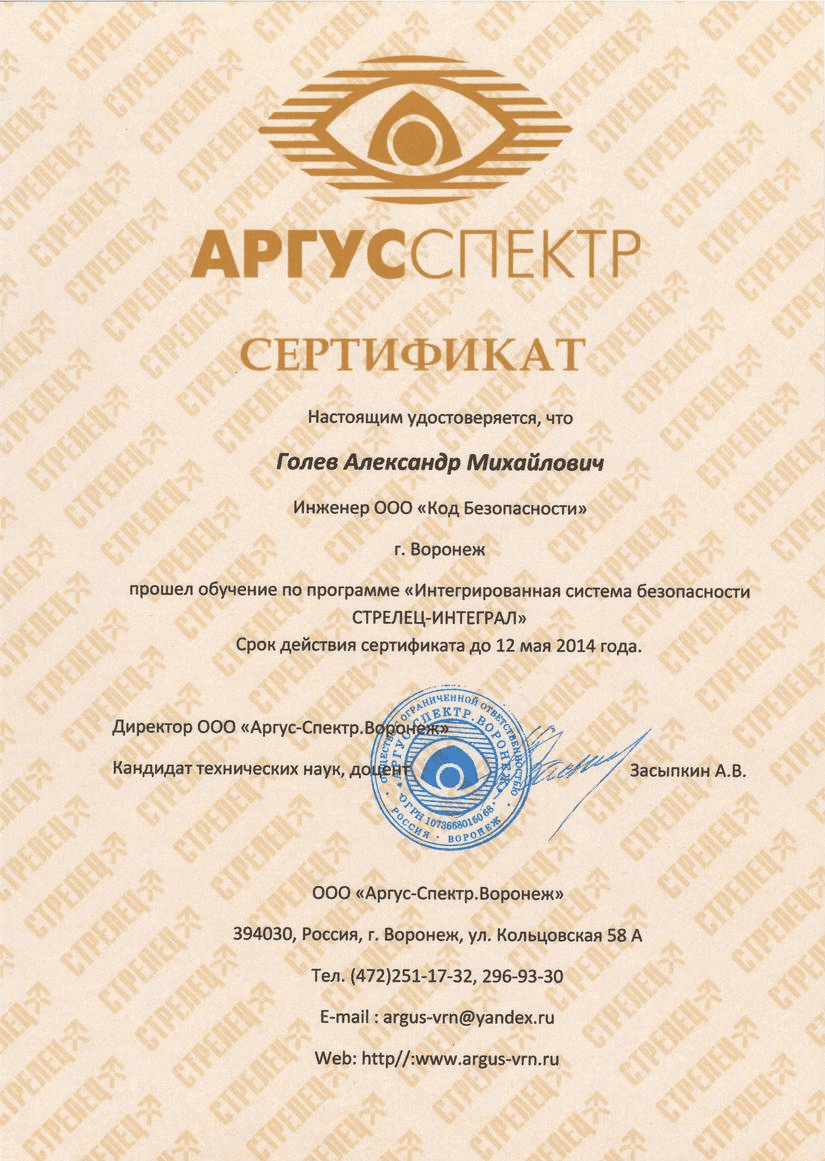 АРГУССПЕКТР
СЕРТИФИКАТ
Настоящим удостоверяется, что
Голев Александр Михайлович
Инженер ООО «Код Безопасности»
г. Воронеж
прошел обучение по программе «Интегрированная система безопасности
СТРЕЛЕЦ-ИНТЕГРАЛ»
Срок действия сертификата до 12 мая 2014 года.
Директор ООО «Аргус-Спектр.Воронеж»
Кандидат технических наук, доцент
Засыпкин А.В.
ОБЩЕСТВО С ОГРАНИЧЕННОЙ ОТВЕТСТВЕННОСТЬЮ
АРГУС-СПЕКТР.ВОРОНЕЖ
ОГРН 1073668015068
РОССИЯ · ВОРОНЕЖ
ООО «Аргус-Спектр.Воронеж»
394030, Россия, г. Воронеж, ул. Кольцовская 58 А
Тел. (472)251-17-32, 296-93-30
E-mail : argus-vrn@yandex.ru
Web: http//:www.argus-vrn.ru
СТРЕЛЕЦ